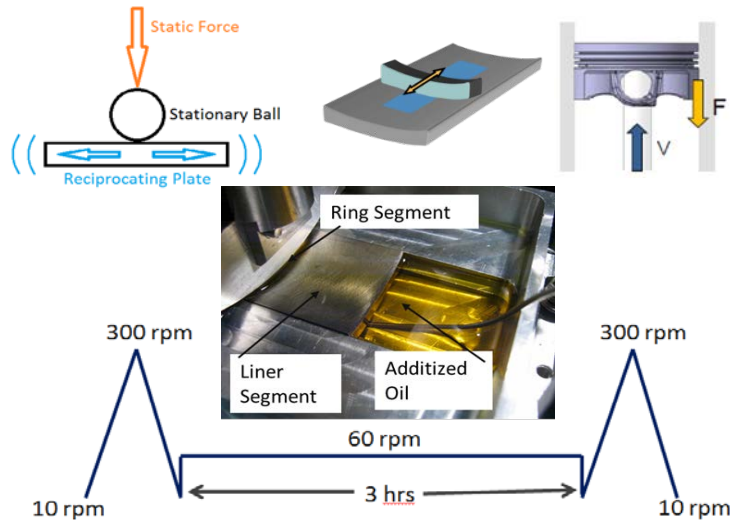 Static Force
Stationary Ball
Reciprocating Plate
F
V
Ring Segment
Liner
Segment
Additized
Oil
300 rpm
300 rpm
60 rpm
10 rpm
3 hrs
10 rpm